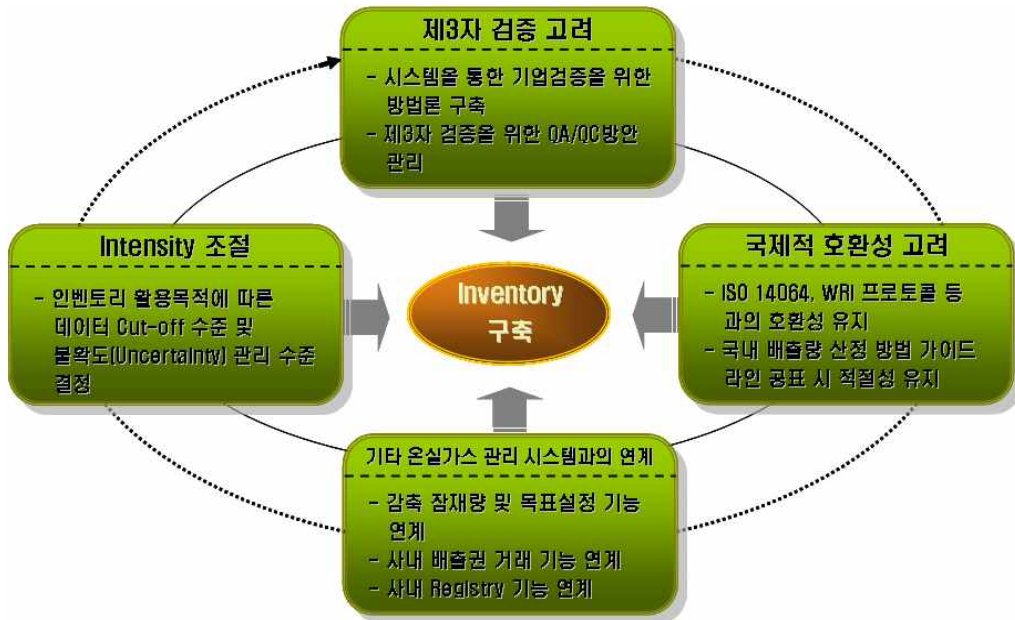 제3자 검증 고려
- 시스템을 통한 기업검증을 위한
방법론 구축
- 제3자 검증을 위한 QA/QC방안
관리
Intensity 조절
- 인벤토리 활용목적에 따른
데이터 Cut-off 수준 및
불확도(Uncertainty) 관리 수준
결정
Inventory
구축
국제적 호환성 고려
- ISO 14064, WRI 프로토콜 등
과의 호환성 유지
- 국내 배출량 산정 방법 가이드
라인 공표 시 적절성 유지
기타 온실가스 관리 시스템과의 연계
- 감축 잠재량 및 목표설정 기능
연계
- 사내 배출권 거래 기능 연계
- 사내 Registry 기능 연계